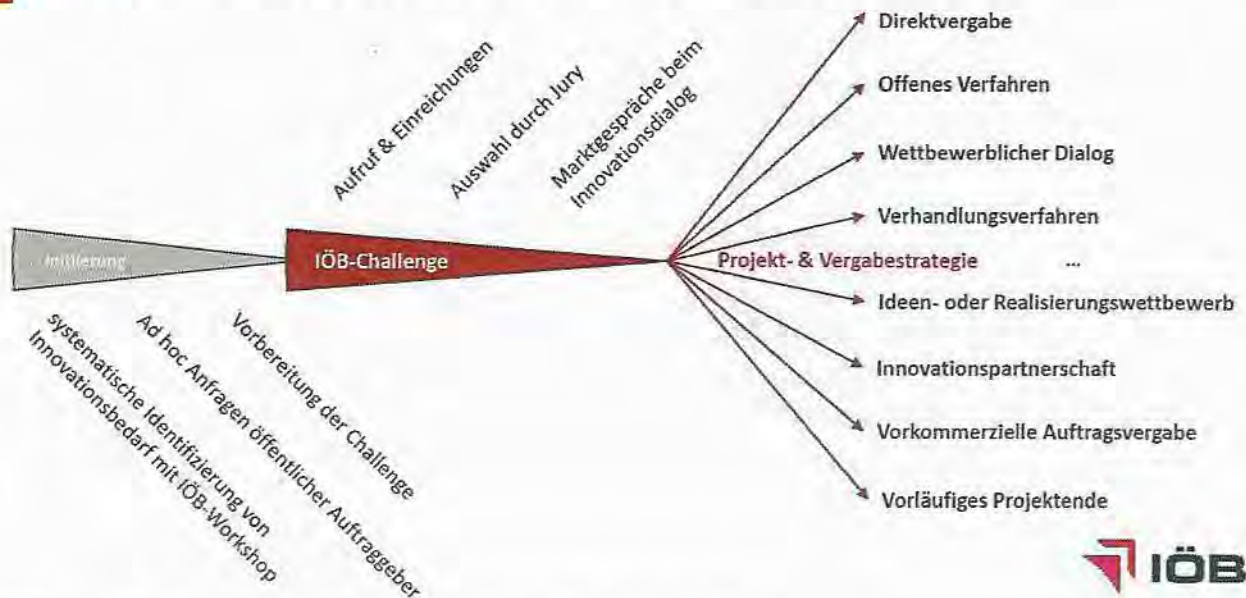 Initiierung
systematische Identifizierung von
Innovationsbedarf mit IÖB-Workshop
Ad hoc Anfragen öffentlicher Auftraggeber
Vorbereitung der Challenge
IÖB-Challenge
Aufruf & Einreichungen
Auswahl durch Jury
Marktgespräche beim
Innovationsdialog
Projekt- & Vergabestrategie ...
Direktvergabe
Offenes Verfahren
Wettbewerblicher Dialog
Verhandlungsverfahren
Ideen- oder Realisierungswettbewerb
Innovationspartnerschaft
Vorkommerzielle Auftragsvergabe
Vorläufiges Projektende
IÖB